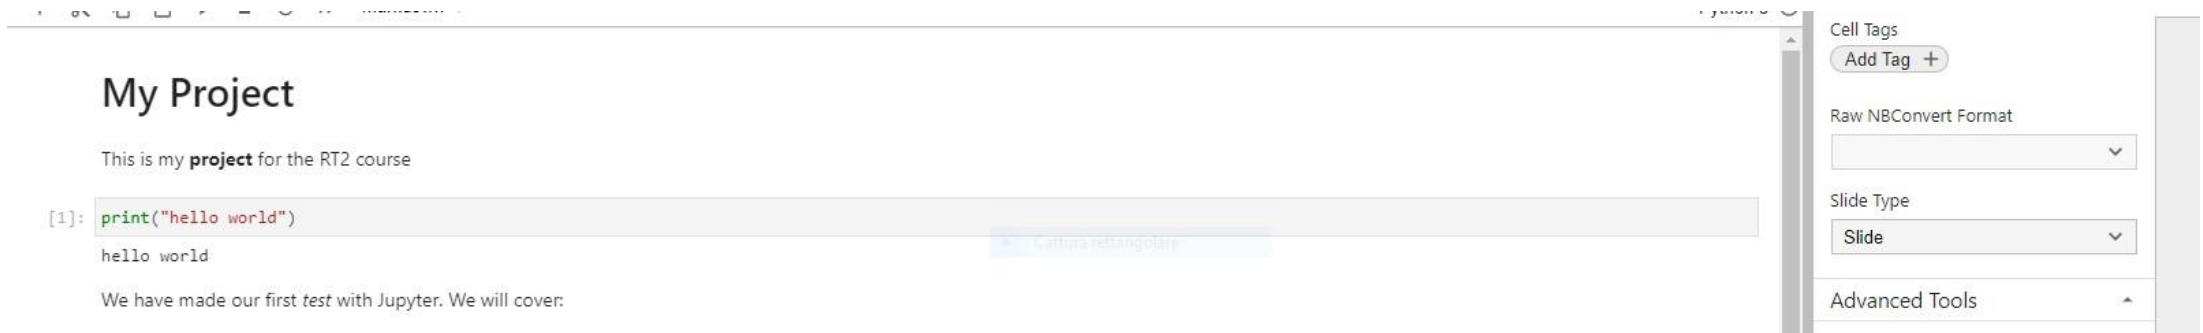 My Project
This is my project for the RT2 course
[1]: print("hello world")
hello world
We have made our first test with Jupyter. We will cover:
Cattura rettangolare
Cell Tags
Add Tag +
Raw NBConvert Format
Slide Type
Slide
Advanced Tools